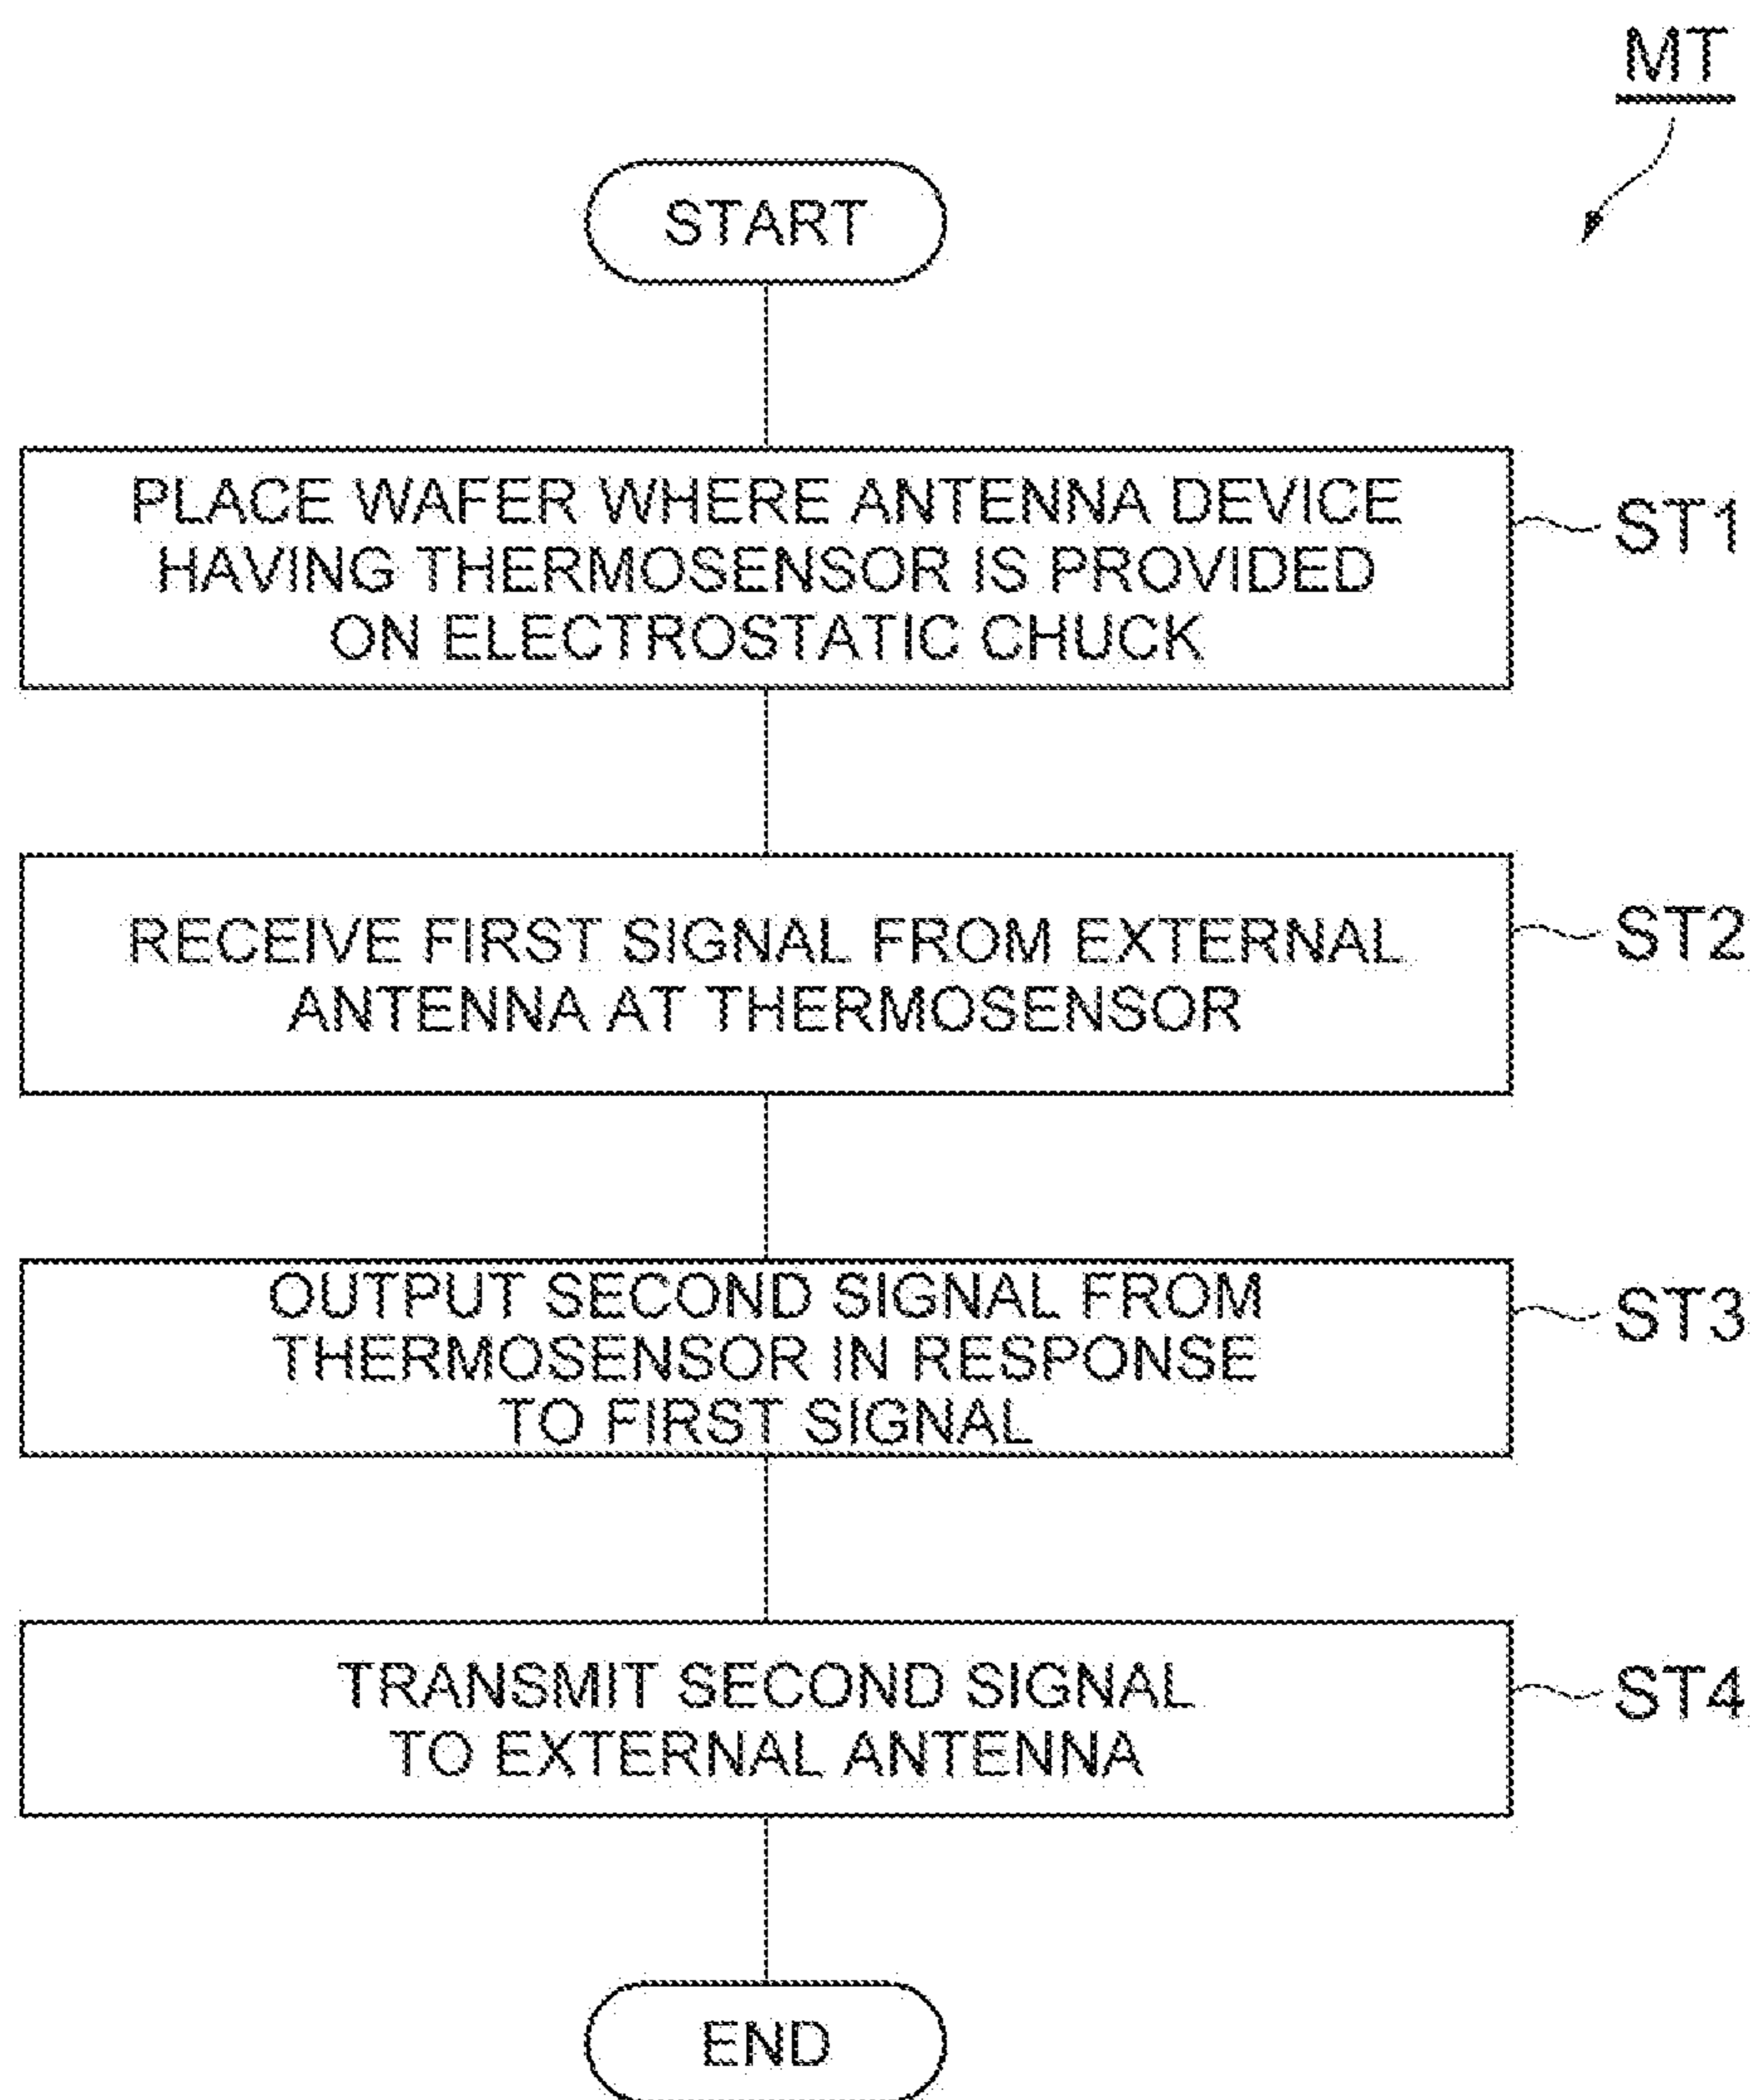 MT
START
PLACE WAFER WHERE ANTENNA DEVICE
HAVING THERMOSENSOR IS PROVIDED
ON ELECTROSTATIC CHUCK
ST1
RECEIVE FIRST SIGNAL FROM EXTERNAL
ANTENNA AT THERMOSENSOR
ST2
OUTPUT SECOND SIGNAL FROM
THERMOSENSOR IN RESPONSE
TO FIRST SIGNAL
ST3
TRANSMIT SECOND SIGNAL
TO EXTERNAL ANTENNA
ST4
END